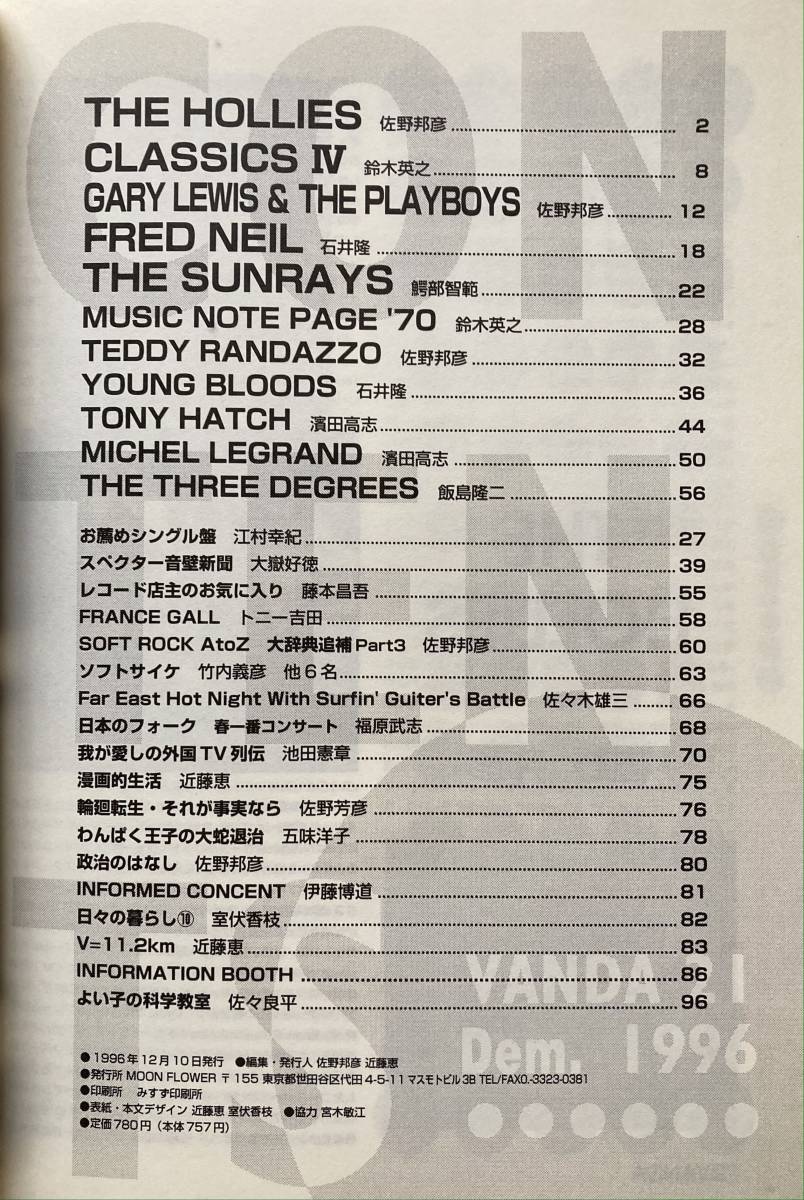 CONTENTS
THE HOLLIES 佐野邦彦 ........ 2
CLASSICS Ⅳ 鈴木英之 ........ 8
GARY LEWIS & THE PLAYBOYS 佐野邦彦 ........ 12
FRED NEIL 石井隆 ........ 18
THE SUNRAYS 鰐部智範 ........ 22
MUSIC NOTE PAGE '70 鈴木英之 ........ 28
TEDDY RANDAZZO 佐野邦彦 ........ 32
YOUNG BLOODS 石井隆 ........ 36
TONY HATCH 濱田高志 ........ 44
MICHEL LEGRAND 濱田高志 ........ 50
THE THREE DEGREES 飯島隆二 ........ 56
お薦めシングル盤 江村幸紀 ........ 27
スペクター音壁新聞 大嶽好徳 ........ 39
レコード店主のお気に入り 藤本昌吾 ........ 55
FRANCE GALL トニー吉田 ........ 58
SOFT ROCK AtoZ 大辞典追補Part3 佐野邦彦 ........ 60
ソフトサイケ 竹内義彦 他6名 ........ 63
Far East Hot Night With Surfin' Guiter's Battle 佐々木雄三 ........ 66
日本のフォーク 春一番コンサート 福原武志 ........ 68
我が愛しの外国TV列伝 池田憲章 ........ 70
漫画的生活 近藤恵 ........ 75
輪廻転生・それが事実なら 佐野芳彦 ........ 76
わんぱく王子の大蛇退治 五味洋子 ........ 78
政治のはなし 佐野邦彦 ........ 80
INFORMED CONCENT 伊藤博道 ........ 81
日々の暮らし⑩ 室伏香枝 ........ 82
V=11.2km 近藤恵 ........ 83
INFORMATION BOOTH ........ 86
よい子の科学教室 佐々良平 ........ 96
VANDA 21
Dem. 1996
●1996年12月10日発行 ●編集・発行人 佐野邦彦 近藤恵
●発行所 MOON FLOWER 〒155 東京都世田谷区代田4-5-11 マスモトビル3B TEL/FAX0.-3323-0381
●印刷所 みすず印刷所
●表紙・本文デザイン 近藤恵 室伏香枝 ●協力 宮木敏江
●定価780円（本体757円）